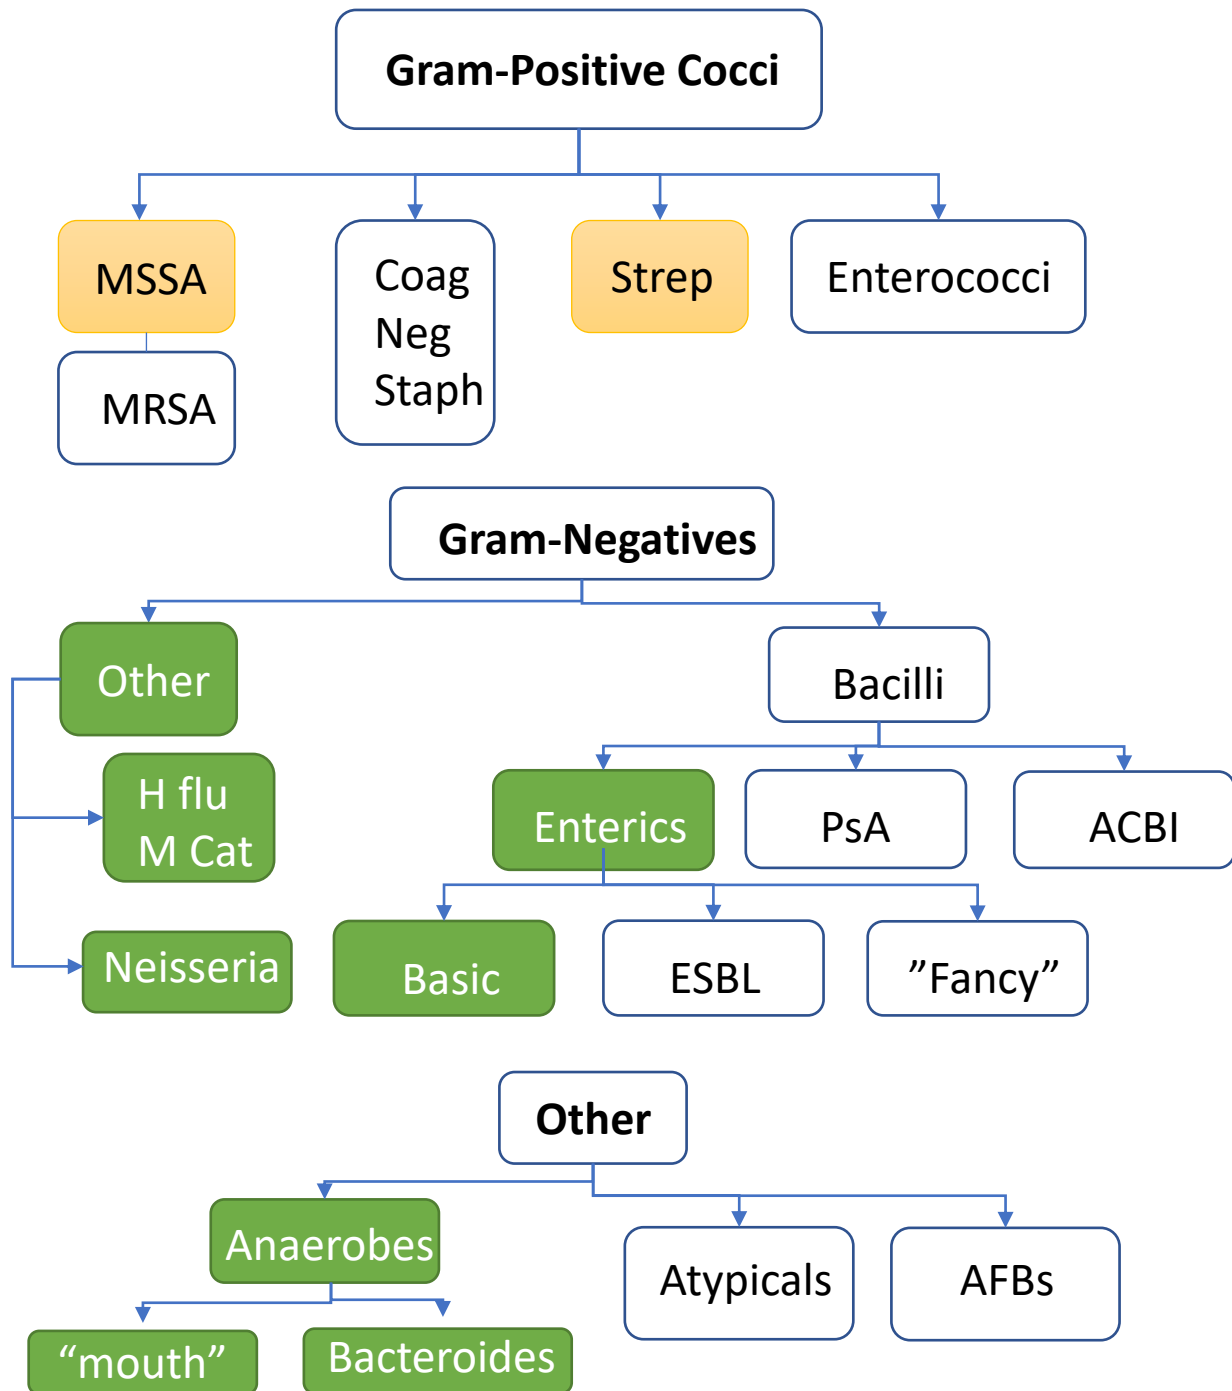 Gram-Positive Cocci
MSSA
Coag
Neg
Staph
Strep
Enterococci
MRSA
Gram-Negatives
Other
Bacilli
H flu
M Cat
Enterics
PsA
ACBI
Neisseria
Basic
ESBL
”Fancy”
Other
Anaerobes
Atypicals
AFBs
“mouth”
Bacteroides